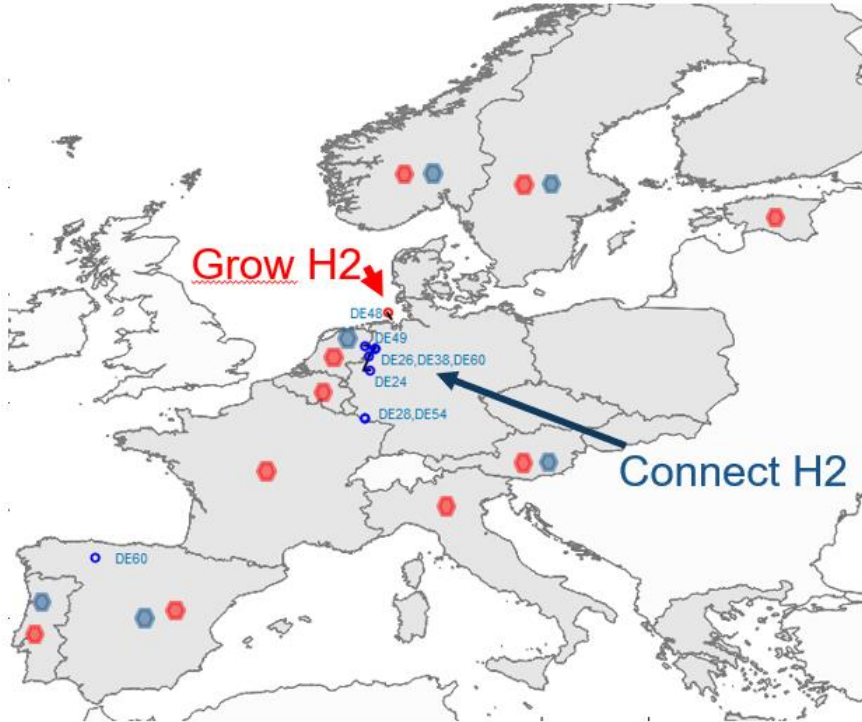 Grow H2
DE48
DE49
DE26,DE38,DE60
DE24
DE28,DE54
Connect H2
DE60